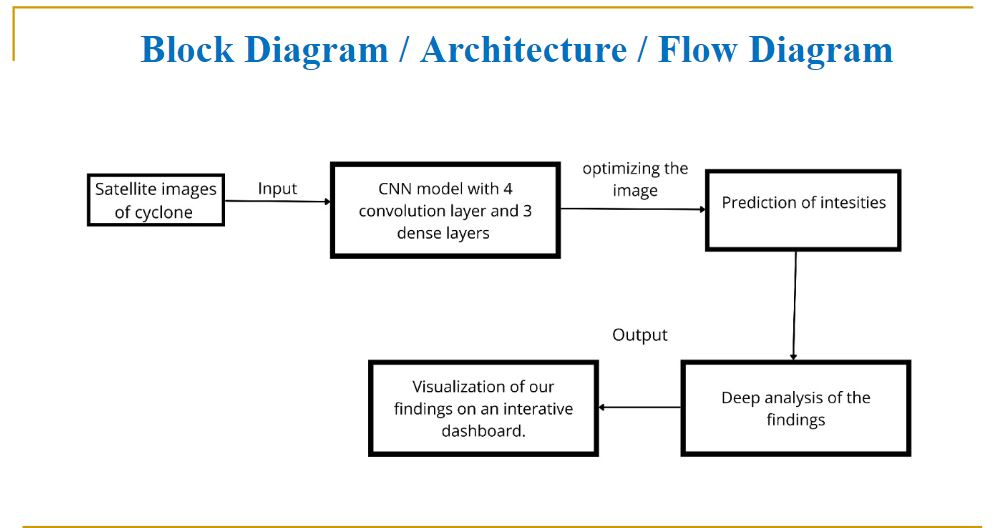 Block Diagram / Architecture / Flow Diagram
Satellite images
of cyclone
Input
CNN model with 4
convolution layer and 3
dense layers
optimizing the
image
Prediction of intesities
Output
Visualization of our
findings on an interative
dashboard.
Deep analysis of the
findings